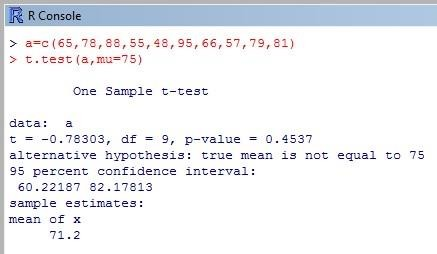 R Console
> a=c(65,78,88,55,48,95,66,57,79,81)
> t.test(a,mu=75)
One Sample t-test
data:  a
t = -0.78303, df = 9, p-value = 0.4537
alternative hypothesis: true mean is not equal to 75
95 percent confidence interval:
60.22187 82.17813
sample estimates:
mean of x
71.2